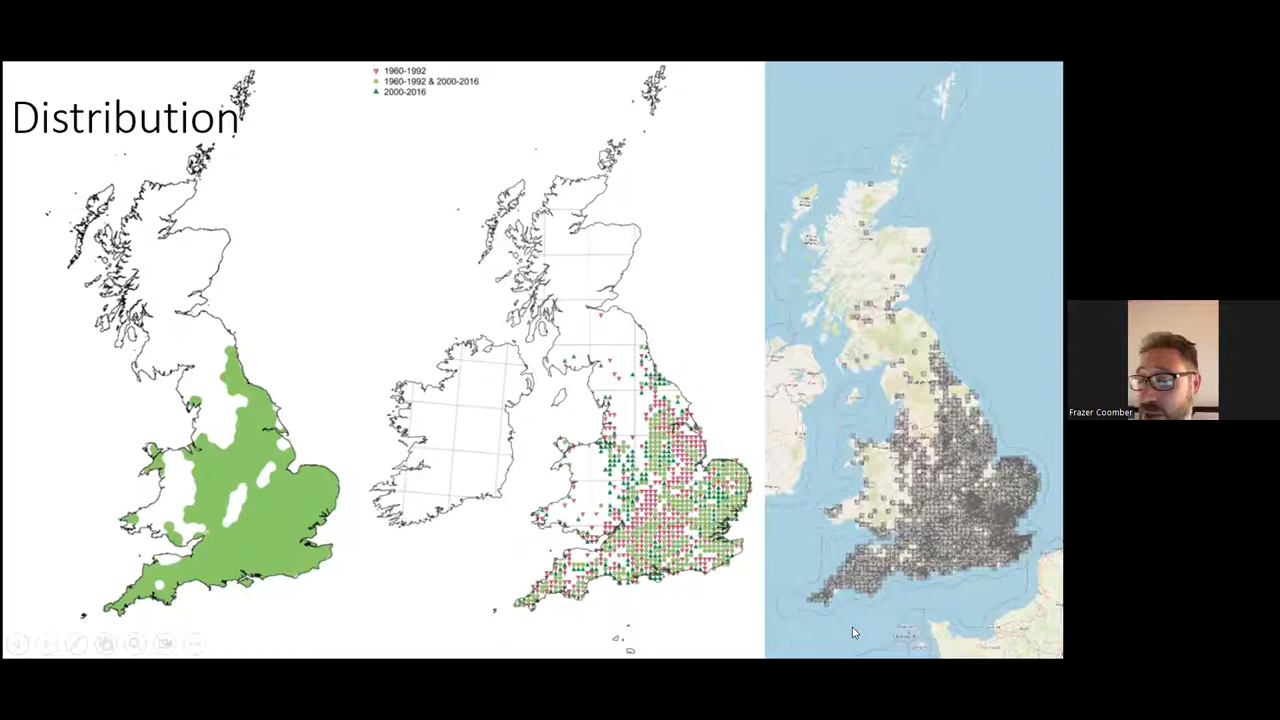 Distribution
1960-1992
1960-1992 & 2000-2016
2000-2016
Frazer Coomber